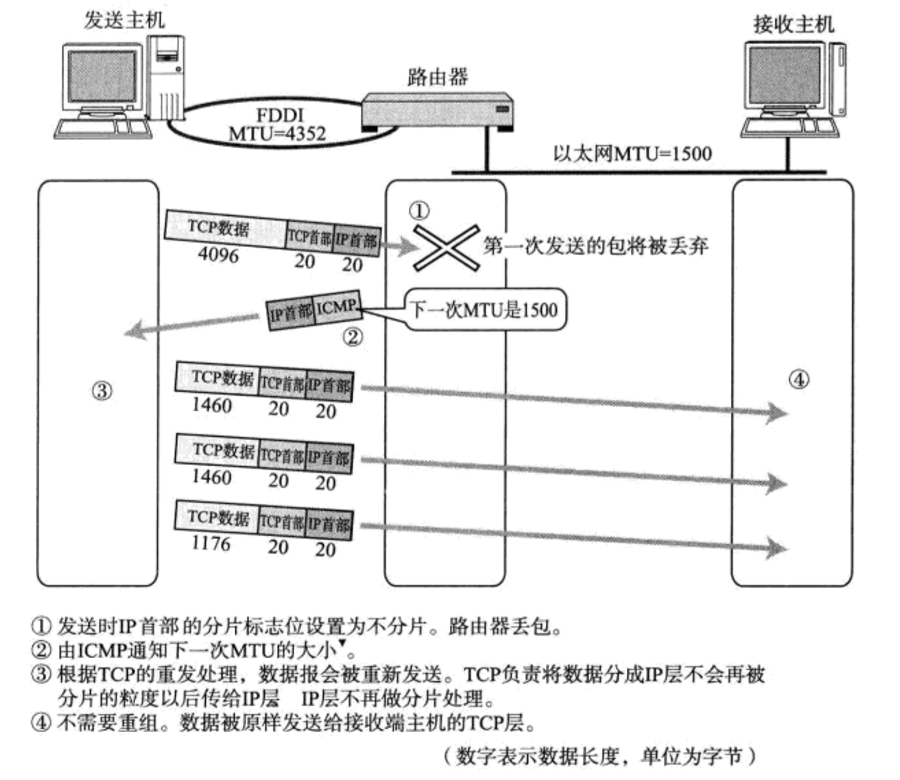 发送主机
接收主机
路由器
FDDI
MTU=4352
以太网MTU=1500
①
TCP数据 TCP首部 IP首部
4096 20 20
第一次发送的包将被丢弃
IP首部 ICMP
下一次MTU是1500
②
③
④
TCP数据 TCP首部 IP首部
1460 20 20
TCP数据 TCP首部 IP首部
1460 20 20
TCP数据 TCP首部 IP首部
1176 20 20
① 发送时IP首部的分片标志位设置为不分片。路由器丢包。
② 由ICMP通知下一次MTU的大小▼。
③ 根据TCP的重发处理，数据报会被重新发送。TCP负责将数据分成IP层不会再被
分片的粒度以后传给IP层 IP层不再做分片处理。
④ 不需要重组。数据被原样发送给接收端主机的TCP层。
（数字表示数据长度，单位为字节）